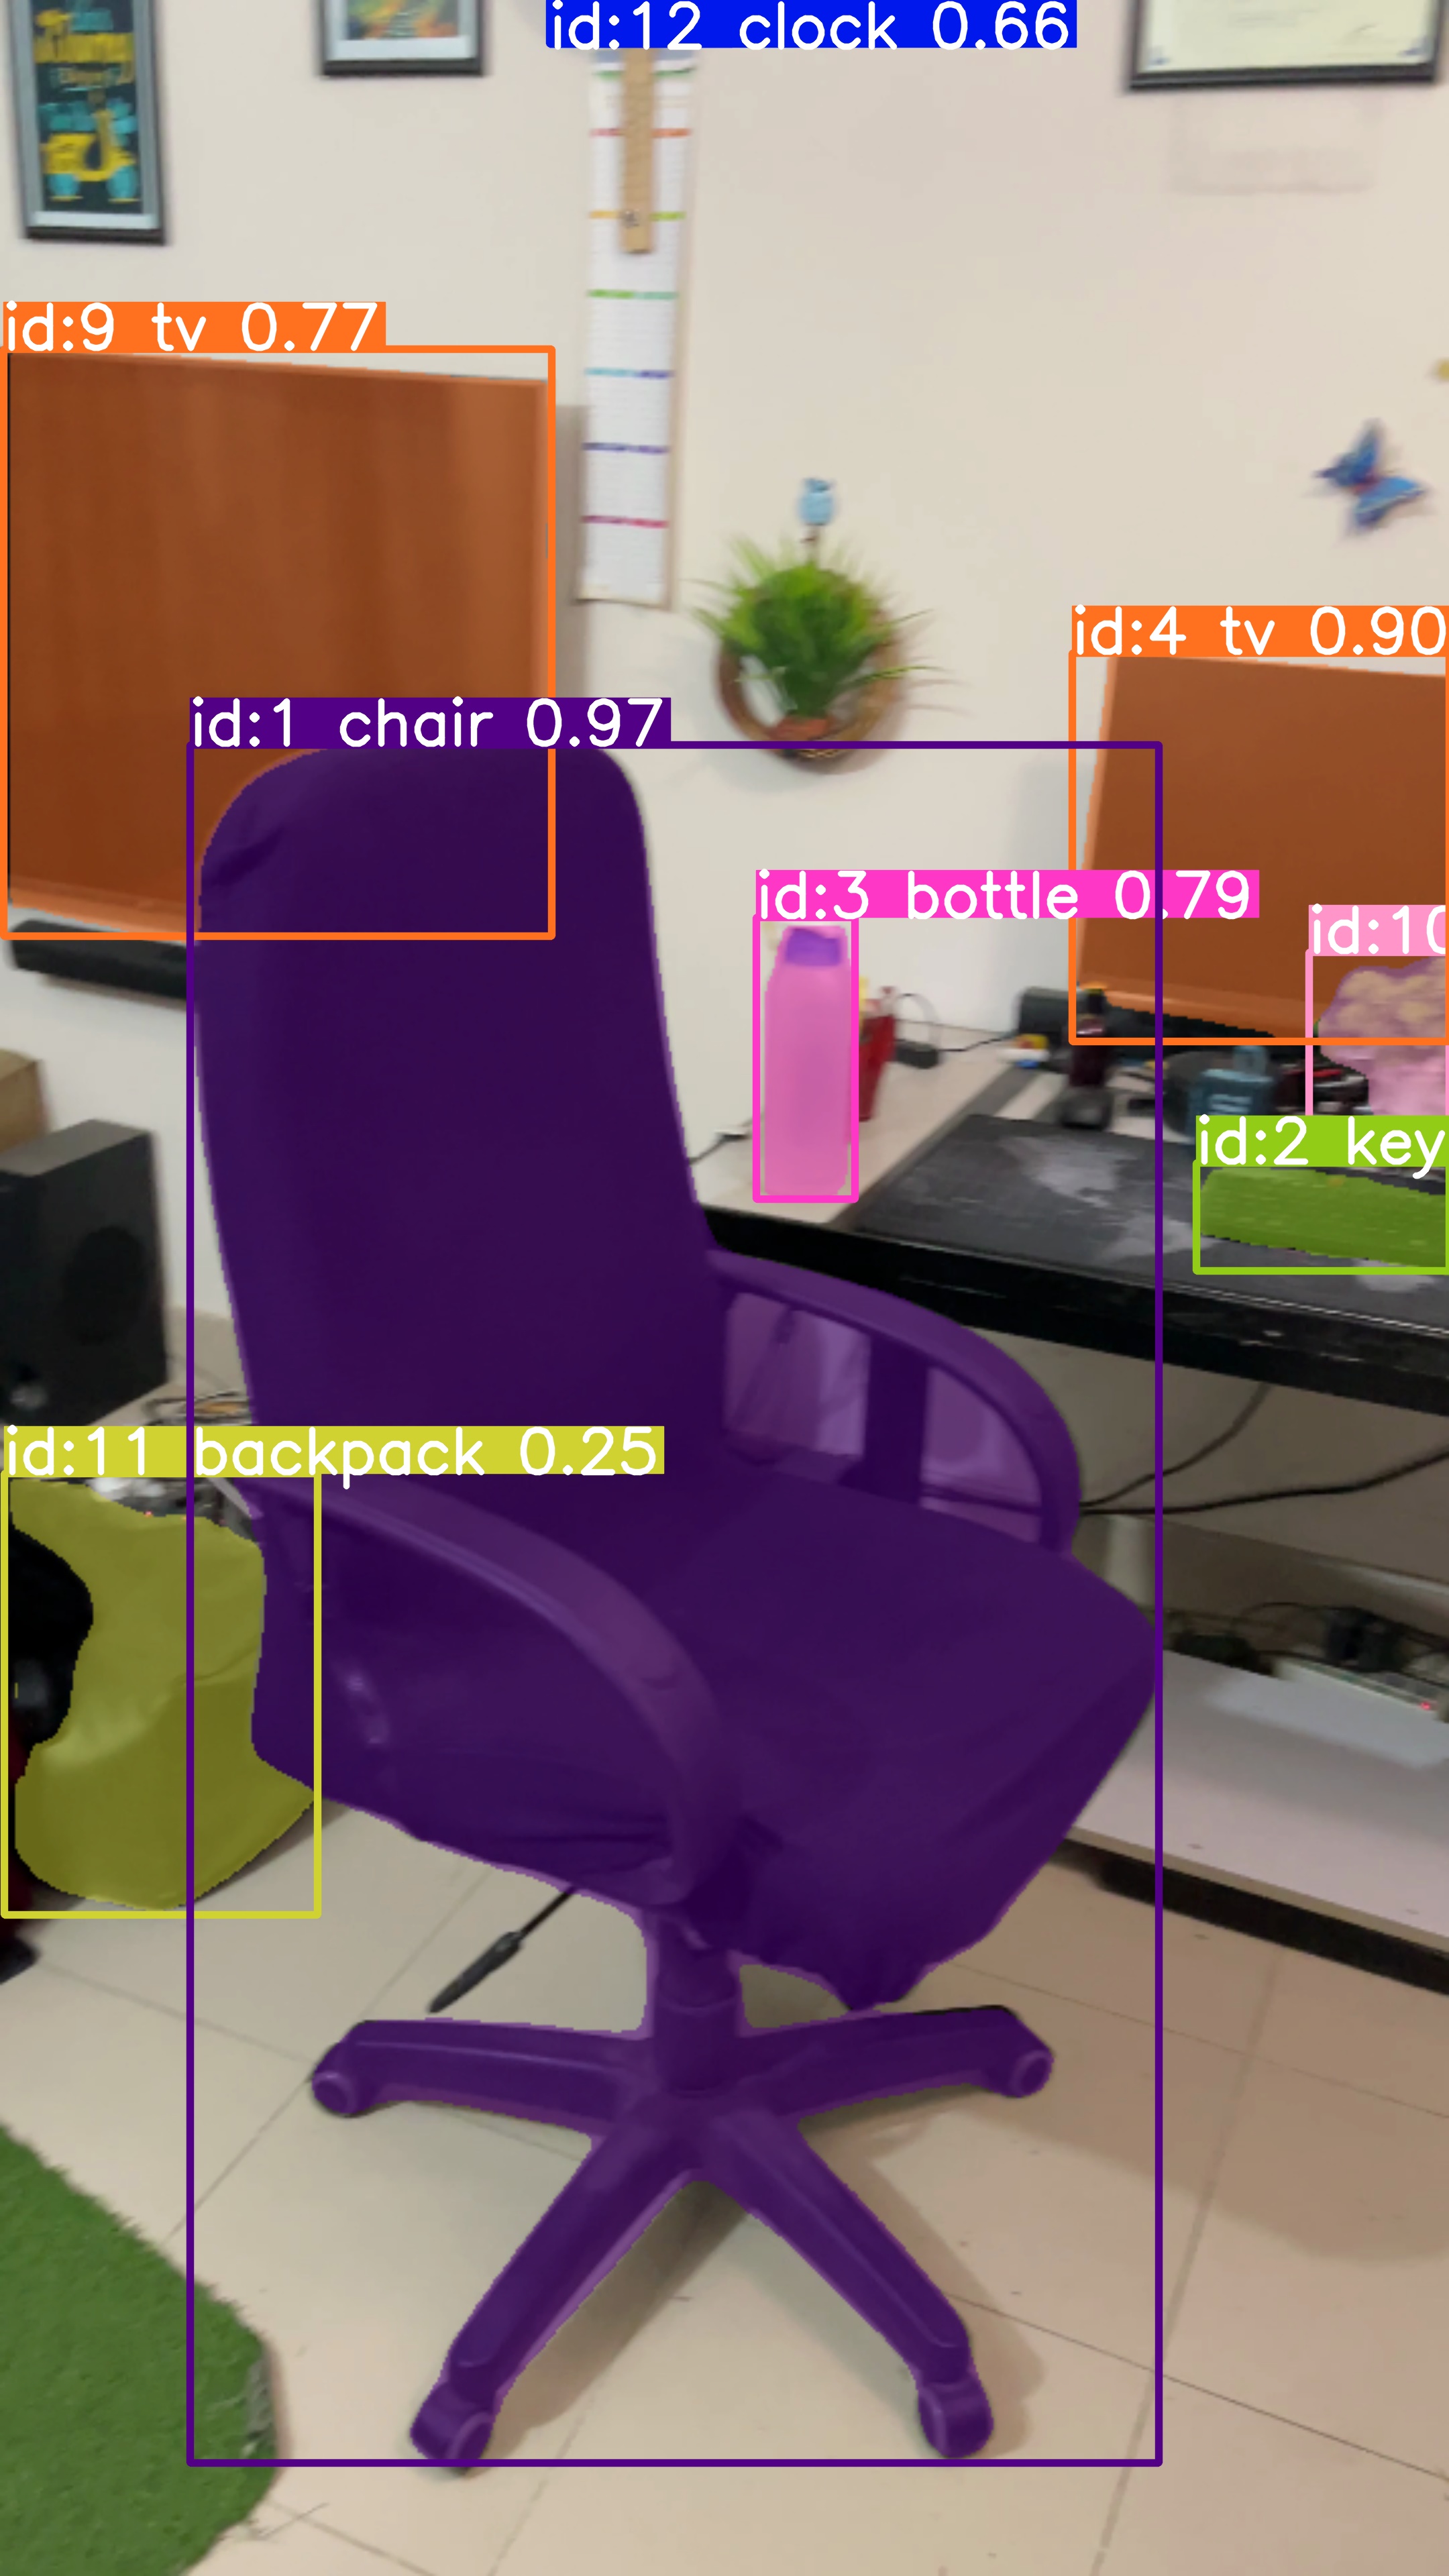 id:12 clock 0.66
id:9 tv 0.77
id:4 tv 0.90
id:1 chair 0.97
id:3 bottle 0.79
id:10
id:2 key
id:11 backpack 0.25